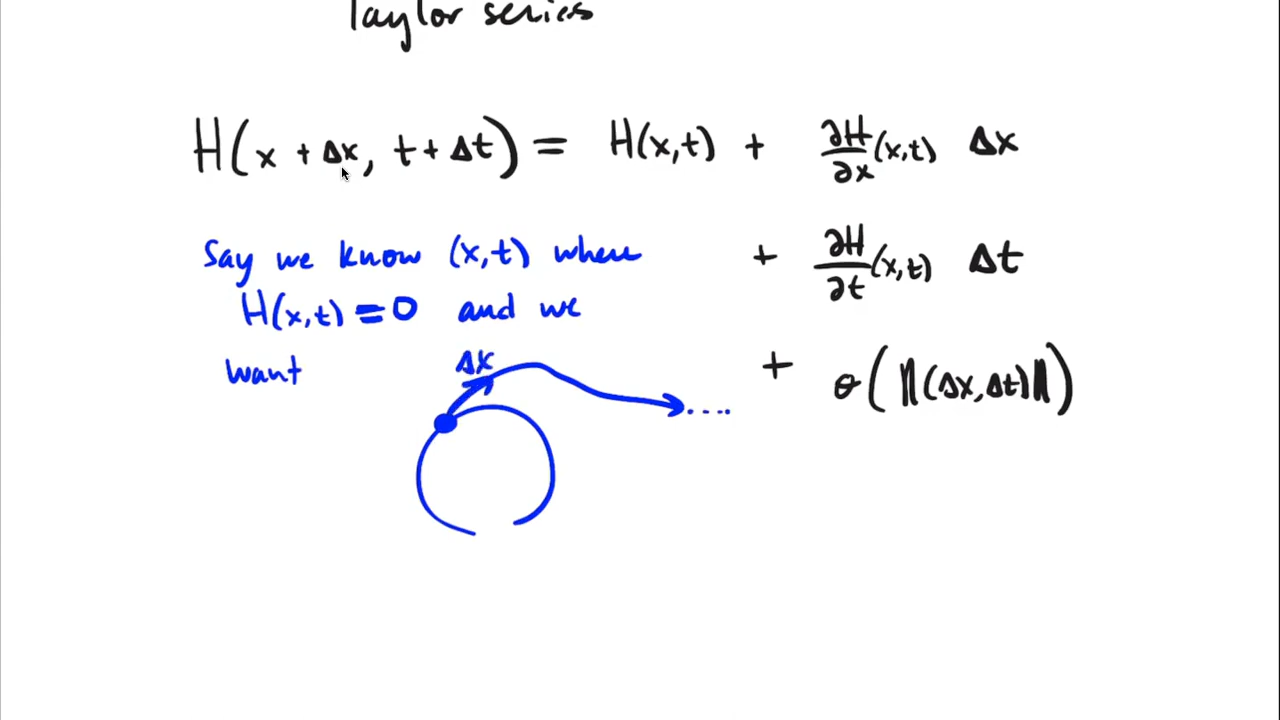 Taylor series
H(x + Δx, t + Δt) = H(x,t) + ∂H/∂x (x,t) Δx
+ ∂H/∂t (x,t) Δt
+ o(‖(Δx,Δt)‖)
Say we know (x,t) where
H(x,t) = 0 and we
want
Δx
....